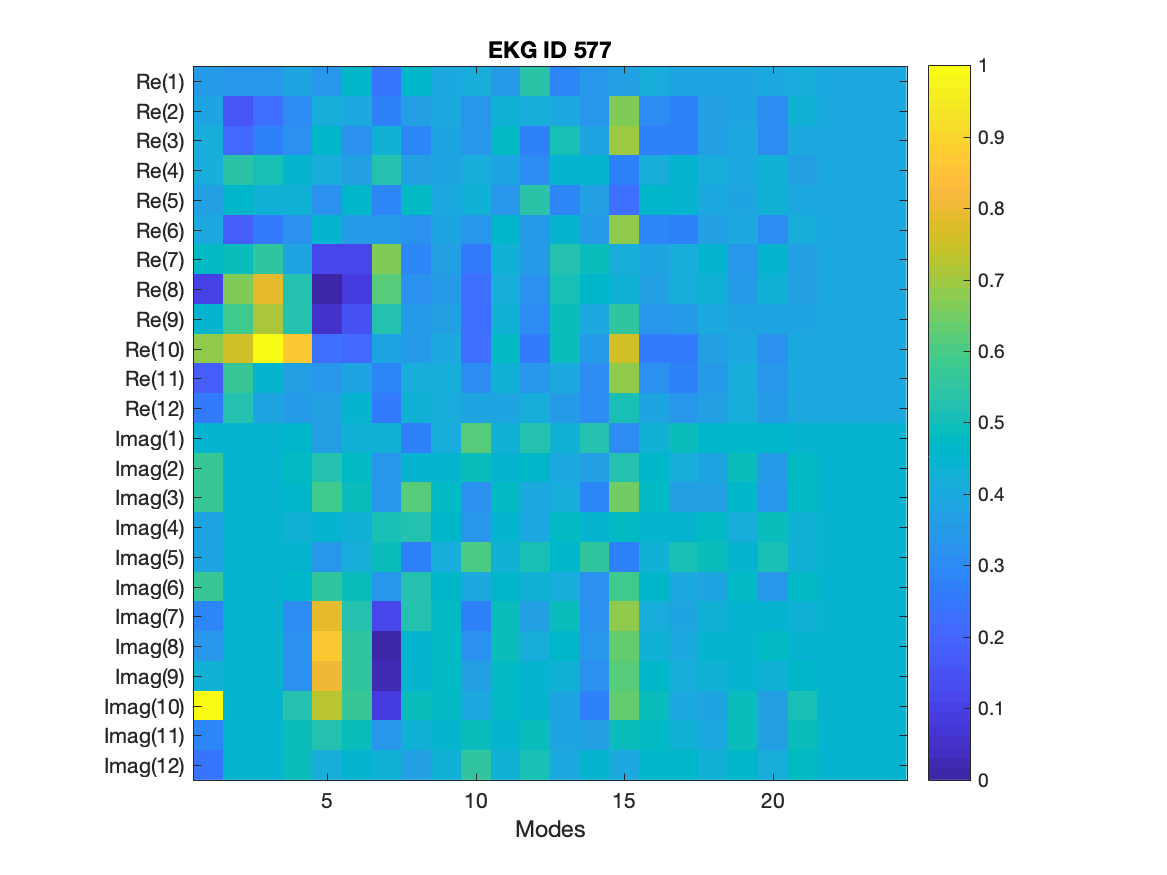 EKG ID 577
Re(1)
Re(2)
Re(3)
Re(4)
Re(5)
Re(6)
Re(7)
Re(8)
Re(9)
Re(10)
Re(11)
Re(12)
Imag(1)
Imag(2)
Imag(3)
Imag(4)
Imag(5)
Imag(6)
Imag(7)
Imag(8)
Imag(9)
Imag(10)
Imag(11)
Imag(12)
5 10 15 20
Modes
1
0.9
0.8
0.7
0.6
0.5
0.4
0.3
0.2
0.1
0